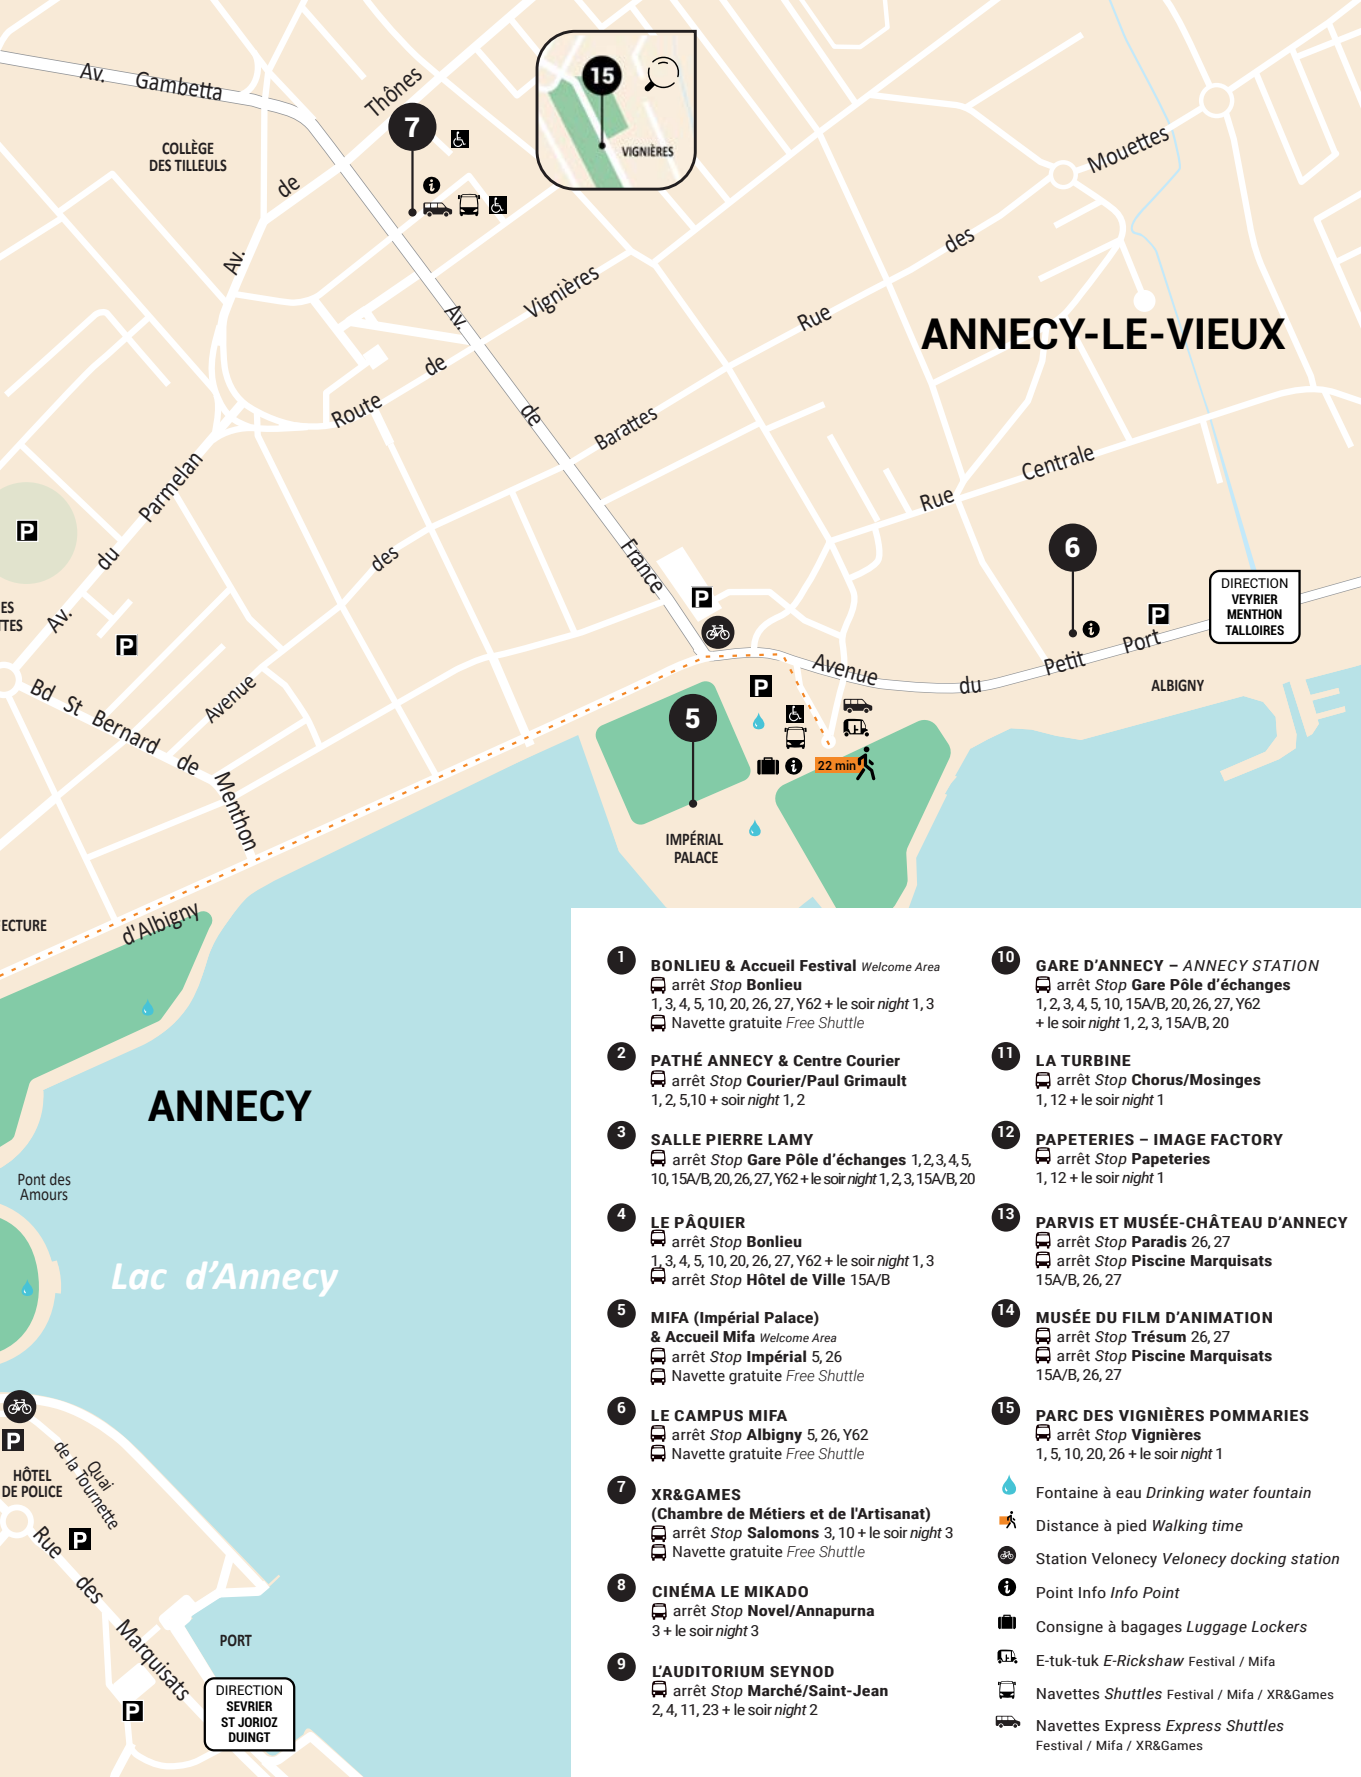 Av. Gambetta
Thônes
de
Av.
COLLÈGE
DES TILLEULS
7
15
VIGNIÈRES
Mouettes
des
Rue
ANNECY-LE-VIEUX
Vignières
de
Route
Av.
de
France
Barattes
des
Avenue
Parmelan
du
Av.
P
ES
TTES
P
Bd St Bernard de Menthon
Centrale
Rue
6
P
DIRECTION
VEYRIER
MENTHON
TALLOIRES
P
Avenue du Petit Port
ALBIGNY
P
5
22 min
IMPÉRIAL
PALACE
ECTURE
d'Albigny
ANNECY
Pont des
Amours
Lac d'Annecy
P
HÔTEL
DE POLICE
Quai
de la Tournette
P
Rue des Marquisats
PORT
P
DIRECTION
SEVRIER
ST JORIOZ
DUINGT
1
BONLIEU & Accueil Festival Welcome Area
arrêt Stop Bonlieu
1, 3, 4, 5, 10, 20, 26, 27, Y62 + le soir night 1, 3
Navette gratuite Free Shuttle
2
PATHÉ ANNECY & Centre Courier
arrêt Stop Courier/Paul Grimault
1, 2, 5,10 + soir night 1, 2
3
SALLE PIERRE LAMY
arrêt Stop Gare Pôle d'échanges 1, 2, 3, 4, 5,
10, 15A/B, 20, 26, 27, Y62 + le soir night 1, 2, 3, 15A/B, 20
4
LE PÂQUIER
arrêt Stop Bonlieu
1, 3, 4, 5, 10, 20, 26, 27, Y62 + le soir night 1, 3
arrêt Stop Hôtel de Ville 15A/B
5
MIFA (Impérial Palace)
& Accueil Mifa Welcome Area
arrêt Stop Impérial 5, 26
Navette gratuite Free Shuttle
6
LE CAMPUS MIFA
arrêt Stop Albigny 5, 26, Y62
Navette gratuite Free Shuttle
7
XR&GAMES
(Chambre de Métiers et de l'Artisanat)
arrêt Stop Salomons 3, 10 + le soir night 3
Navette gratuite Free Shuttle
8
CINÉMA LE MIKADO
arrêt Stop Novel/Annapurna
3 + le soir night 3
9
L'AUDITORIUM SEYNOD
arrêt Stop Marché/Saint-Jean
2, 4, 11, 23 + le soir night 2
10
GARE D'ANNECY – ANNECY STATION
arrêt Stop Gare Pôle d'échanges
1, 2, 3, 4, 5, 10, 15A/B, 20, 26, 27, Y62
+ le soir night 1, 2, 3, 15A/B, 20
11
LA TURBINE
arrêt Stop Chorus/Mosinges
1, 12 + le soir night 1
12
PAPETERIES – IMAGE FACTORY
arrêt Stop Papeteries
1, 12 + le soir night 1
13
PARVIS ET MUSÉE-CHÂTEAU D'ANNECY
arrêt Stop Paradis 26, 27
arrêt Stop Piscine Marquisats
15A/B, 26, 27
14
MUSÉE DU FILM D'ANIMATION
arrêt Stop Trésum 26, 27
arrêt Stop Piscine Marquisats
15A/B, 26, 27
15
PARC DES VIGNIÈRES POMMARIES
arrêt Stop Vignières
1, 5, 10, 20, 26 + le soir night 1
Fontaine à eau Drinking water fountain
Distance à pied Walking time
Station Velonecy Velonecy docking station
Point Info Info Point
Consigne à bagages Luggage Lockers
E-tuk-tuk E-Rickshaw Festival / Mifa
Navettes Shuttles Festival / Mifa / XR&Games
Navettes Express Express Shuttles
Festival / Mifa / XR&Games